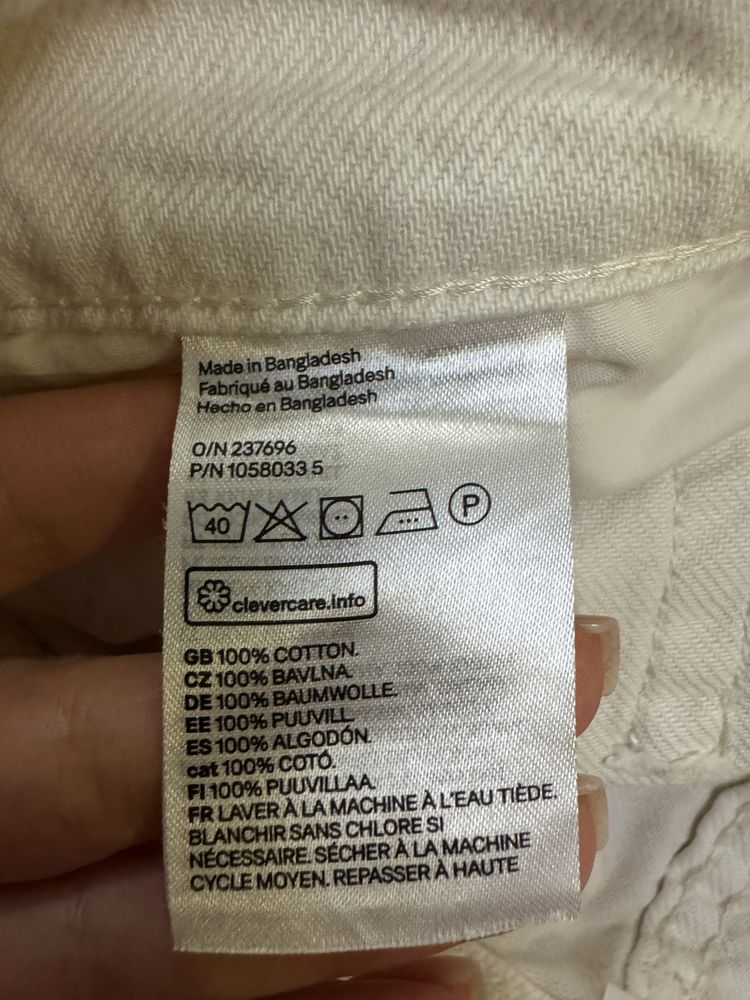 Made in Bangladesh
Fabriqué au Bangladesh
Hecho en Bangladesh
O/N 237696
P/N 1058033 5
40 P
clevercare.info
GB 100% COTTON.
CZ 100% BAVLNA.
DE 100% BAUMWOLLE.
EE 100% PUUVILL.
ES 100% ALGODÓN.
cat 100% COTÓ.
FI 100% PUUVILLAA.
FR LAVER À LA MACHINE À L'EAU TIÈDE.
BLANCHIR SANS CHLORE SI
NÉCESSAIRE. SÉCHER À LA MACHINE
CYCLE MOYEN. REPASSER À HAUTE